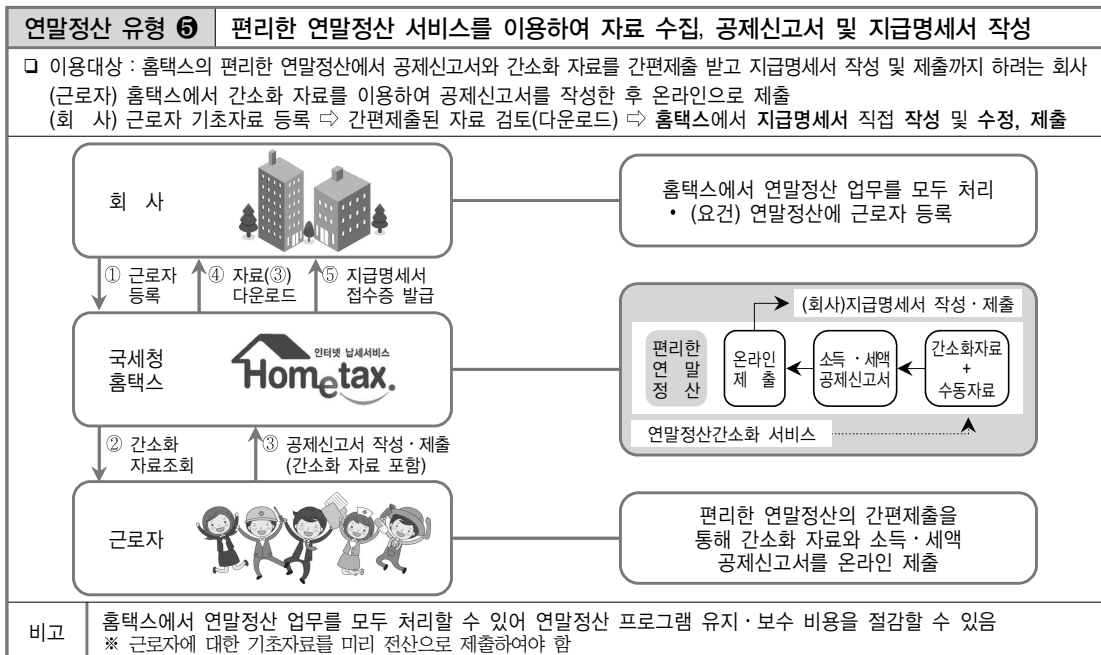 연말정산 유형 ❺ 편리한 연말정산 서비스를 이용하여 자료 수집, 공제신고서 및 지급명세서 작성
❑ 이용대상 : 홈택스의 편리한 연말정산에서 공제신고서와 간소화 자료를 간편제출 받고 지급명세서 작성 및 제출까지 하려는 회사
(근로자) 홈택스에서 간소화 자료를 이용하여 공제신고서를 작성한 후 온라인으로 제출
(회 사) 근로자 기초자료 등록 ⇨ 간편제출된 자료 검토(다운로드) ⇨ 홈택스에서 지급명세서 직접 작성 및 수정, 제출
회 사
홈택스에서 연말정산 업무를 모두 처리
• (요건) 연말정산에 근로자 등록
① 근로자
등록
④ 자료(③)
다운로드
⑤ 지급명세서
접수증 발급
국세청
홈택스
인터넷 납세서비스
Hometax.
(회사)지급명세서 작성·제출
편리한
연 말
정 산
온라인
제 출
소득·세액
공제신고서
간소화자료
+
수동자료
연말정산간소화 서비스
② 간소화
자료조회
③ 공제신고서 작성·제출
(간소화 자료 포함)
근로자
편리한 연말정산의 간편제출을
통해 간소화 자료와 소득·세액
공제신고서를 온라인 제출
비고
홈택스에서 연말정산 업무를 모두 처리할 수 있어 연말정산 프로그램 유지·보수 비용을 절감할 수 있음
※ 근로자에 대한 기초자료를 미리 전산으로 제출하여야 함